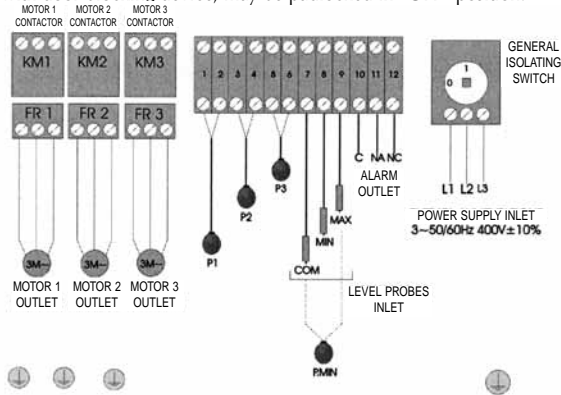 MOTOR 1 MOTOR 2 MOTOR 3
CONTACTOR CONTACTOR CONTACTOR
KM1 KM2 KM3
FR 1 FR 2 FR 3
3M~ 3M~ 3M~
MOTOR 1 MOTOR 2 MOTOR 3
OUTLET OUTLET OUTLET
1 2 3 4 5 6 7 8 9 10 11 12
P1
P2
P3
COM
MIN
MAX
C NA NC
ALARM
OUTLET
LEVEL PROBES
INLET
P.MIN
GENERAL
ISOLATING
SWITCH
0 1
L1 L2 L3
POWER SUPPLY INLET
3~50/60Hz 400V±10%